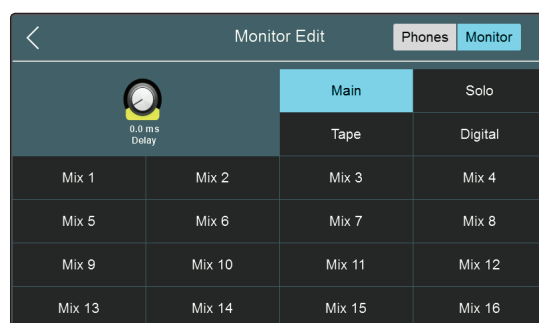 Monitor Edit
Phones Monitor
Main Solo
0.0 ms
Delay
Tape Digital
Mix 1 Mix 2 Mix 3 Mix 4
Mix 5 Mix 6 Mix 7 Mix 8
Mix 9 Mix 10 Mix 11 Mix 12
Mix 13 Mix 14 Mix 15 Mix 16